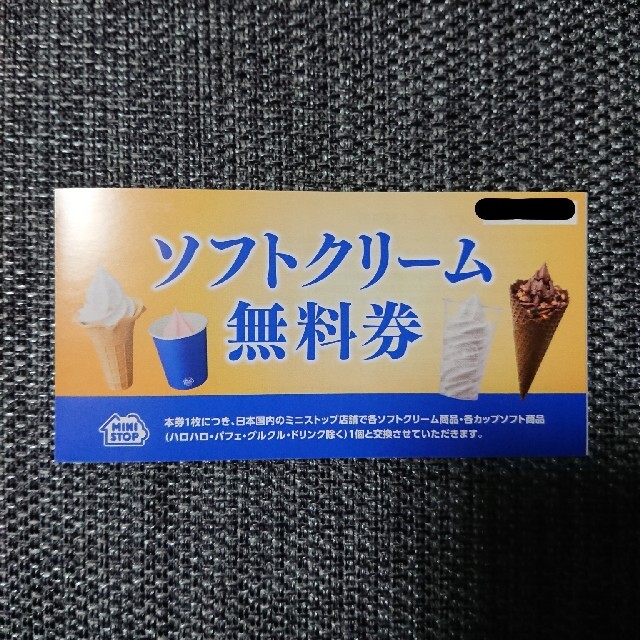 ソフトクリーム
無料券
MINI
STOP
本券1枚につき、日本国内のミニストップ店舗で各ソフトクリーム商品・各カップソフト商品
(ハロハロ・パフェ・グルクル・ドリンク除く)1個と交換させていただきます。